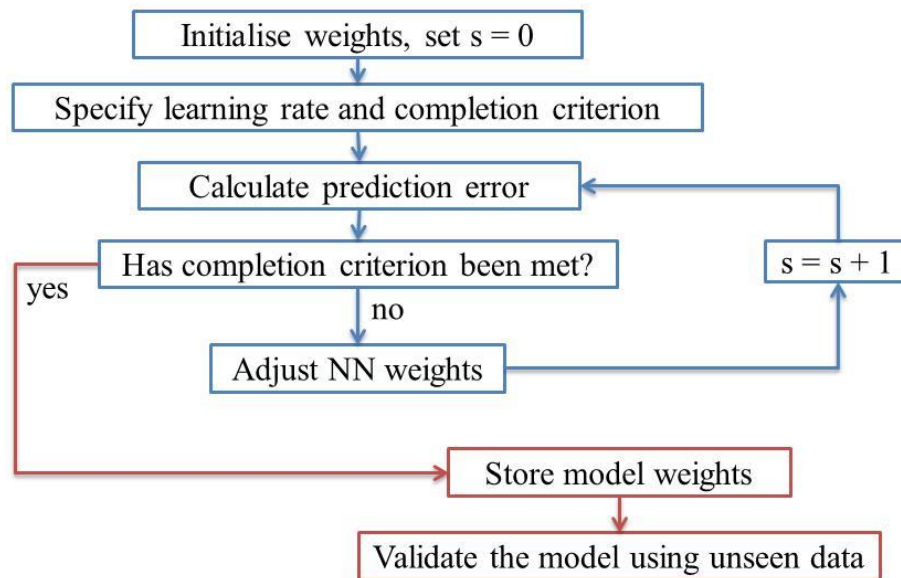 Initialise weights, set s = 0
Specify learning rate and completion criterion
Calculate prediction error
Has completion criterion been met?
s = s + 1
yes
no
Adjust NN weights
Store model weights
Validate the model using unseen data